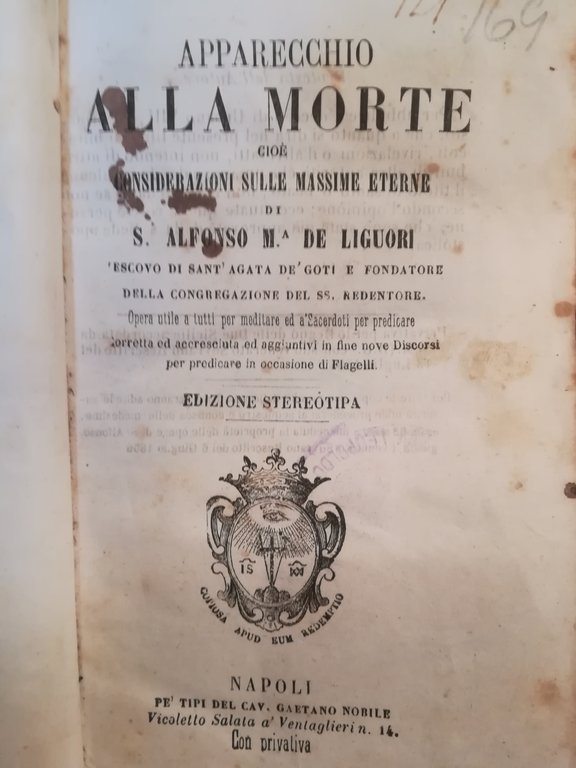 169
APPARECCHIO
ALLA MORTE
CIOÈ
CONSIDERAZIONI SULLE MASSIME ETERNE
DI
S. ALFONSO M.ᴬ DE LIGUORI
'ESCOVO DI SANT'AGATA DE'GOTI E FONDATORE
DELLA CONGREGAZIONE DEL SS. REDENTORE.
Opera utile a tutti per meditare ed a'Sacerdoti per predicare
corretta ed accresciuta ed aggiuntivi in fine nove Discorsi
per predicare in occasione di Flagelli.
EDIZIONE STEREOTIPA
IS
COPIOSA APUD EUM REDEMPTIO
NAPOLI
PE' TIPI DEL CAV. GAETANO NOBILE
Vicoletto Salata a' Ventaglieri n. 14.
Con privativa